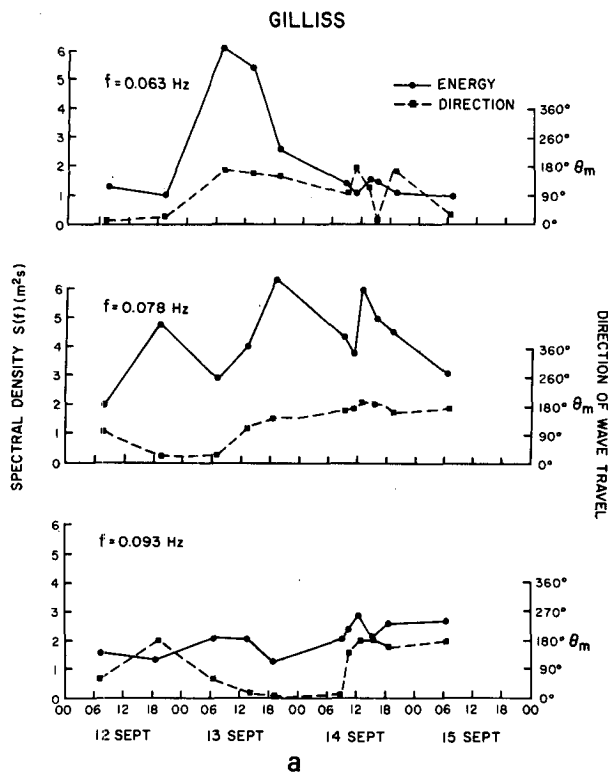 GILLISS
f = 0.063 Hz
ENERGY
DIRECTION
6
5
4
3
2
1
0
360°
270°
180° θm
90°
0°
f = 0.078 Hz
6
5
4
3
2
1
0
360°
260°
180° θm
90°
0°
f = 0.093 Hz
6
5
4
3
2
1
0
360°
270°
180° θm
90°
0°
SPECTRAL DENSITY S(f) (m²s)
DIRECTION OF WAVE TRAVEL
00 06 12 18 00 06 12 18 00 06 12 18 00 06 12 18 00
12 SEPT 13 SEPT 14 SEPT 15 SEPT
a